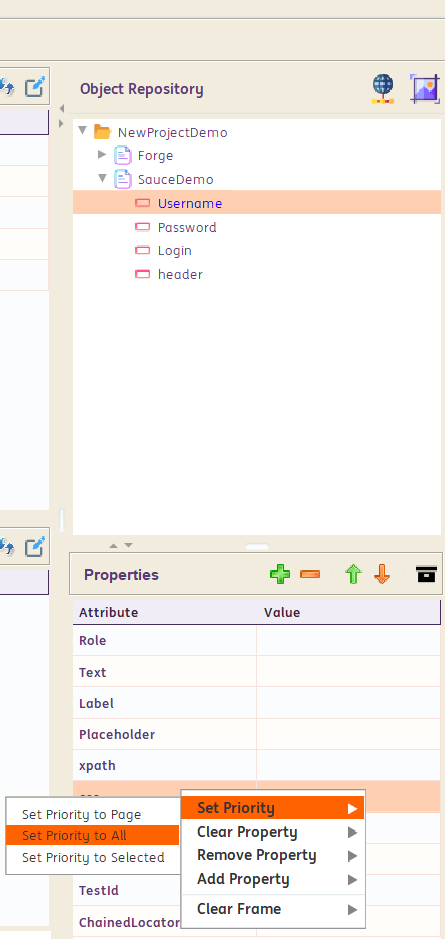 Object Repository
NewProjectDemo
Forge
SauceDemo
Username
Password
Login
header
Properties
Attribute Value
Role
Text
Label
Placeholder
xpath
Set Priority
Clear Property
Remove Property
Add Property
Clear Frame
Set Priority to Page
Set Priority to All
Set Priority to Selected
TestId
ChainedLocator